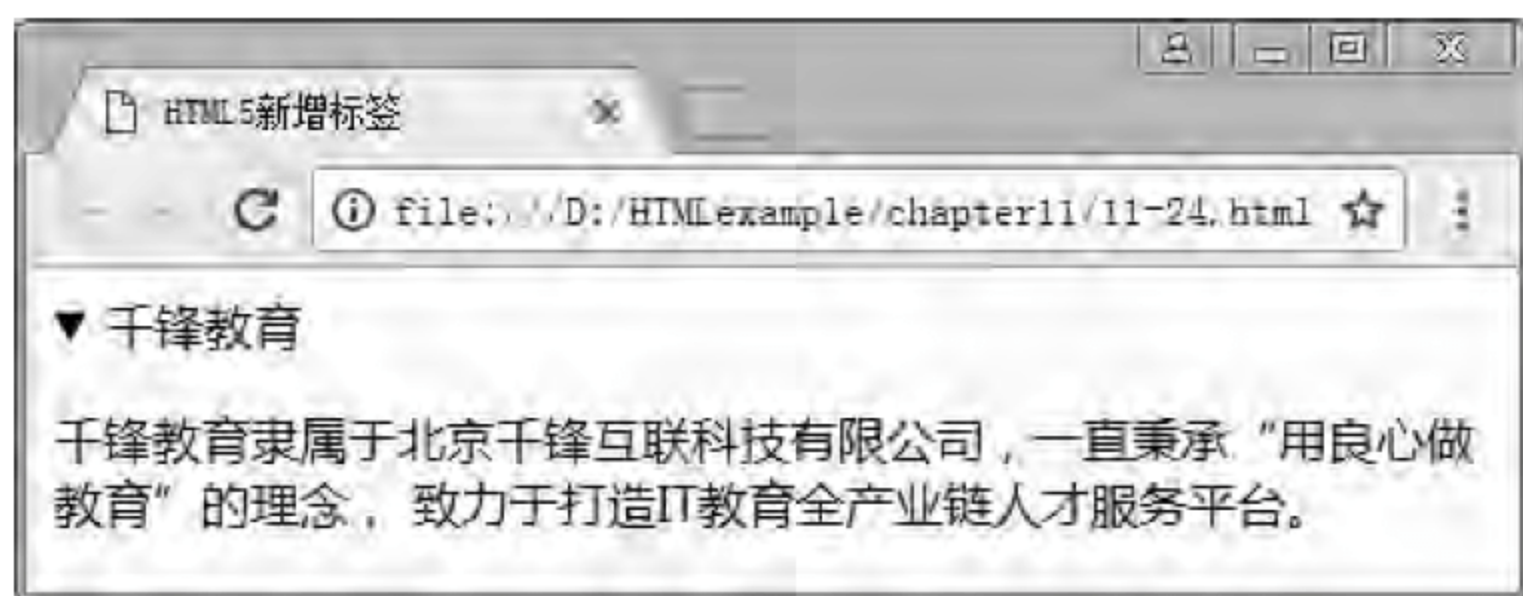 HTML5新增标签
file:///D:/HTMLexample/chapter11/11-24.html
千锋教育
千锋教育隶属于北京千锋互联科技有限公司，一直秉承“用良心做
教育”的理念，致力于打造IT教育全产业链人才服务平台。